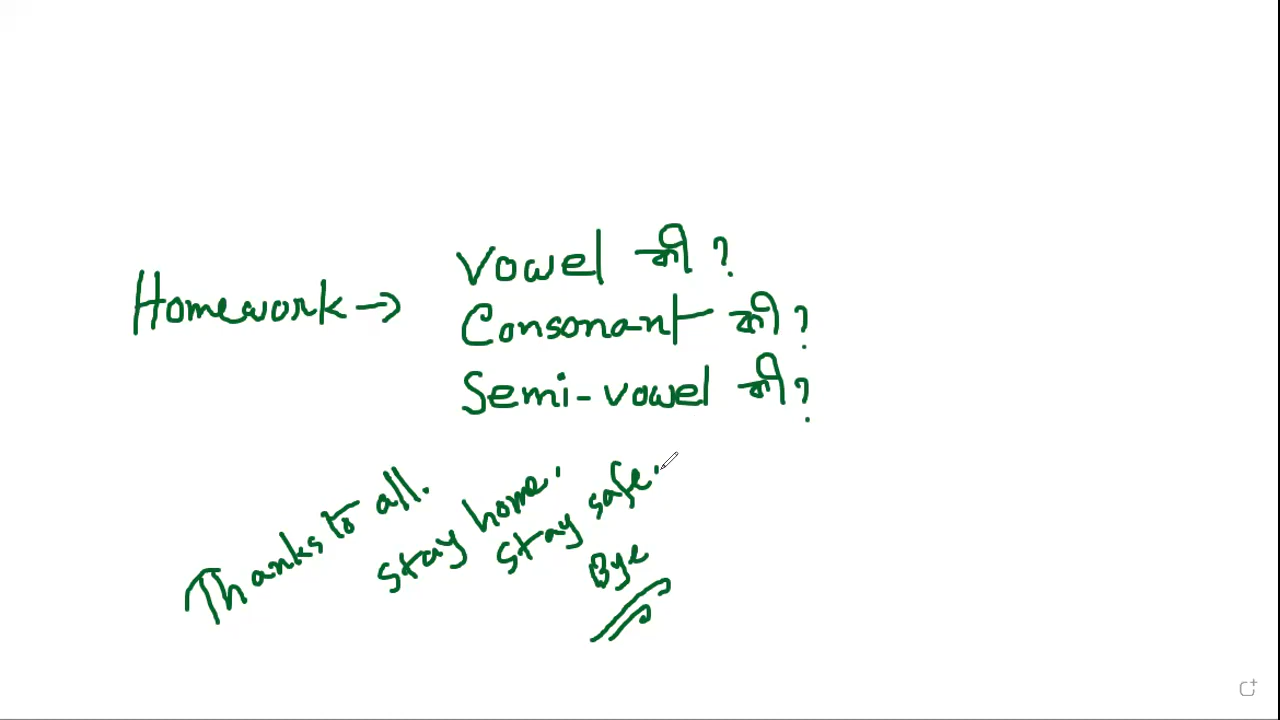 Vowel কী?
Homework → Consonant কী?
Semi-vowel কী?
Thanks to all.
stay home.
stay safe.
Bye